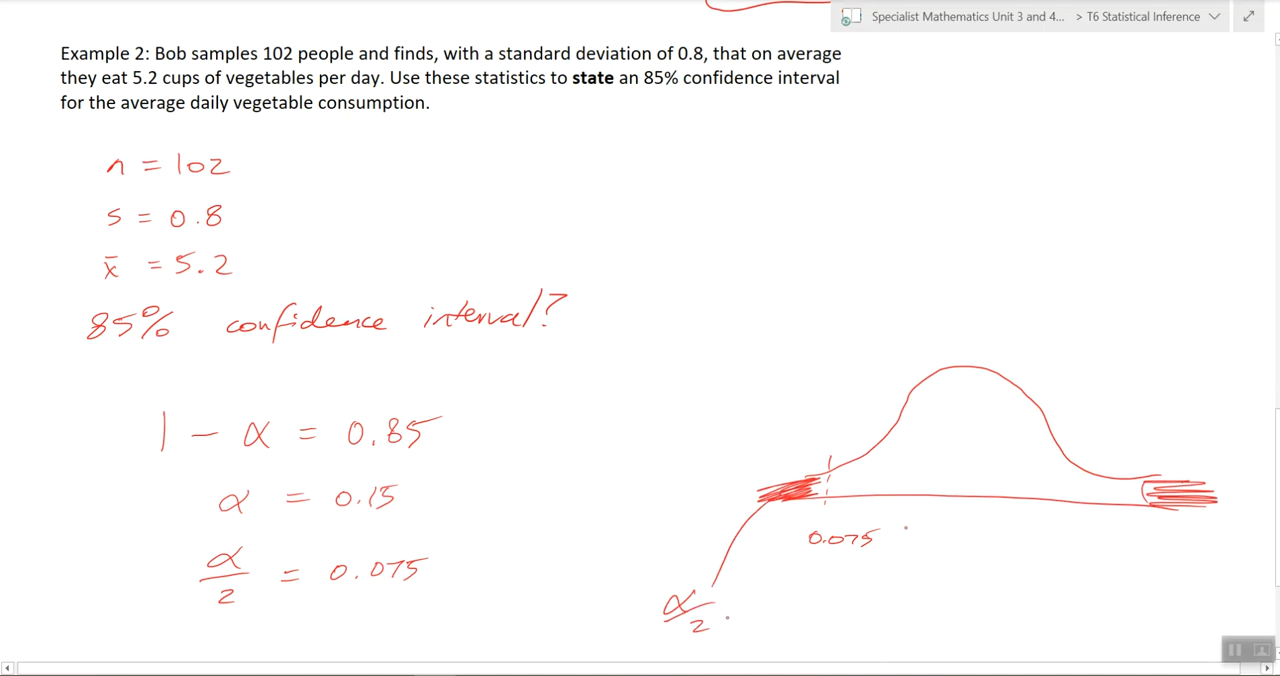 Specialist Mathematics Unit 3 and 4... > T6 Statistical Inference
Example 2: Bob samples 102 people and finds, with a standard deviation of 0.8, that on average
they eat 5.2 cups of vegetables per day. Use these statistics to state an 85% confidence interval
for the average daily vegetable consumption.
n = 102
s = 0.8
x̄ = 5.2
85% confidence interval?
1 - α = 0.85
α = 0.15
α/2 = 0.075
0.075
α/2